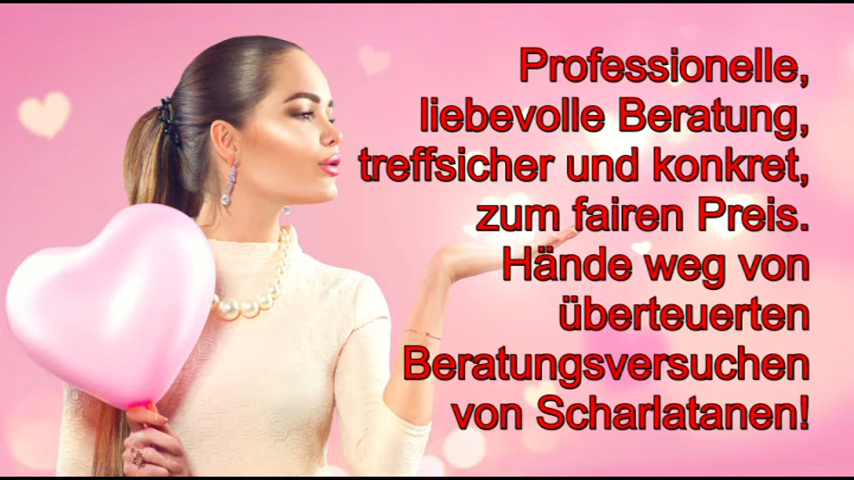 Professionelle,
liebevolle Beratung,
treffsicher und konkret,
zum fairen Preis.
Hände weg von
überteuerten
Beratungsversuchen
von Scharlatanen!